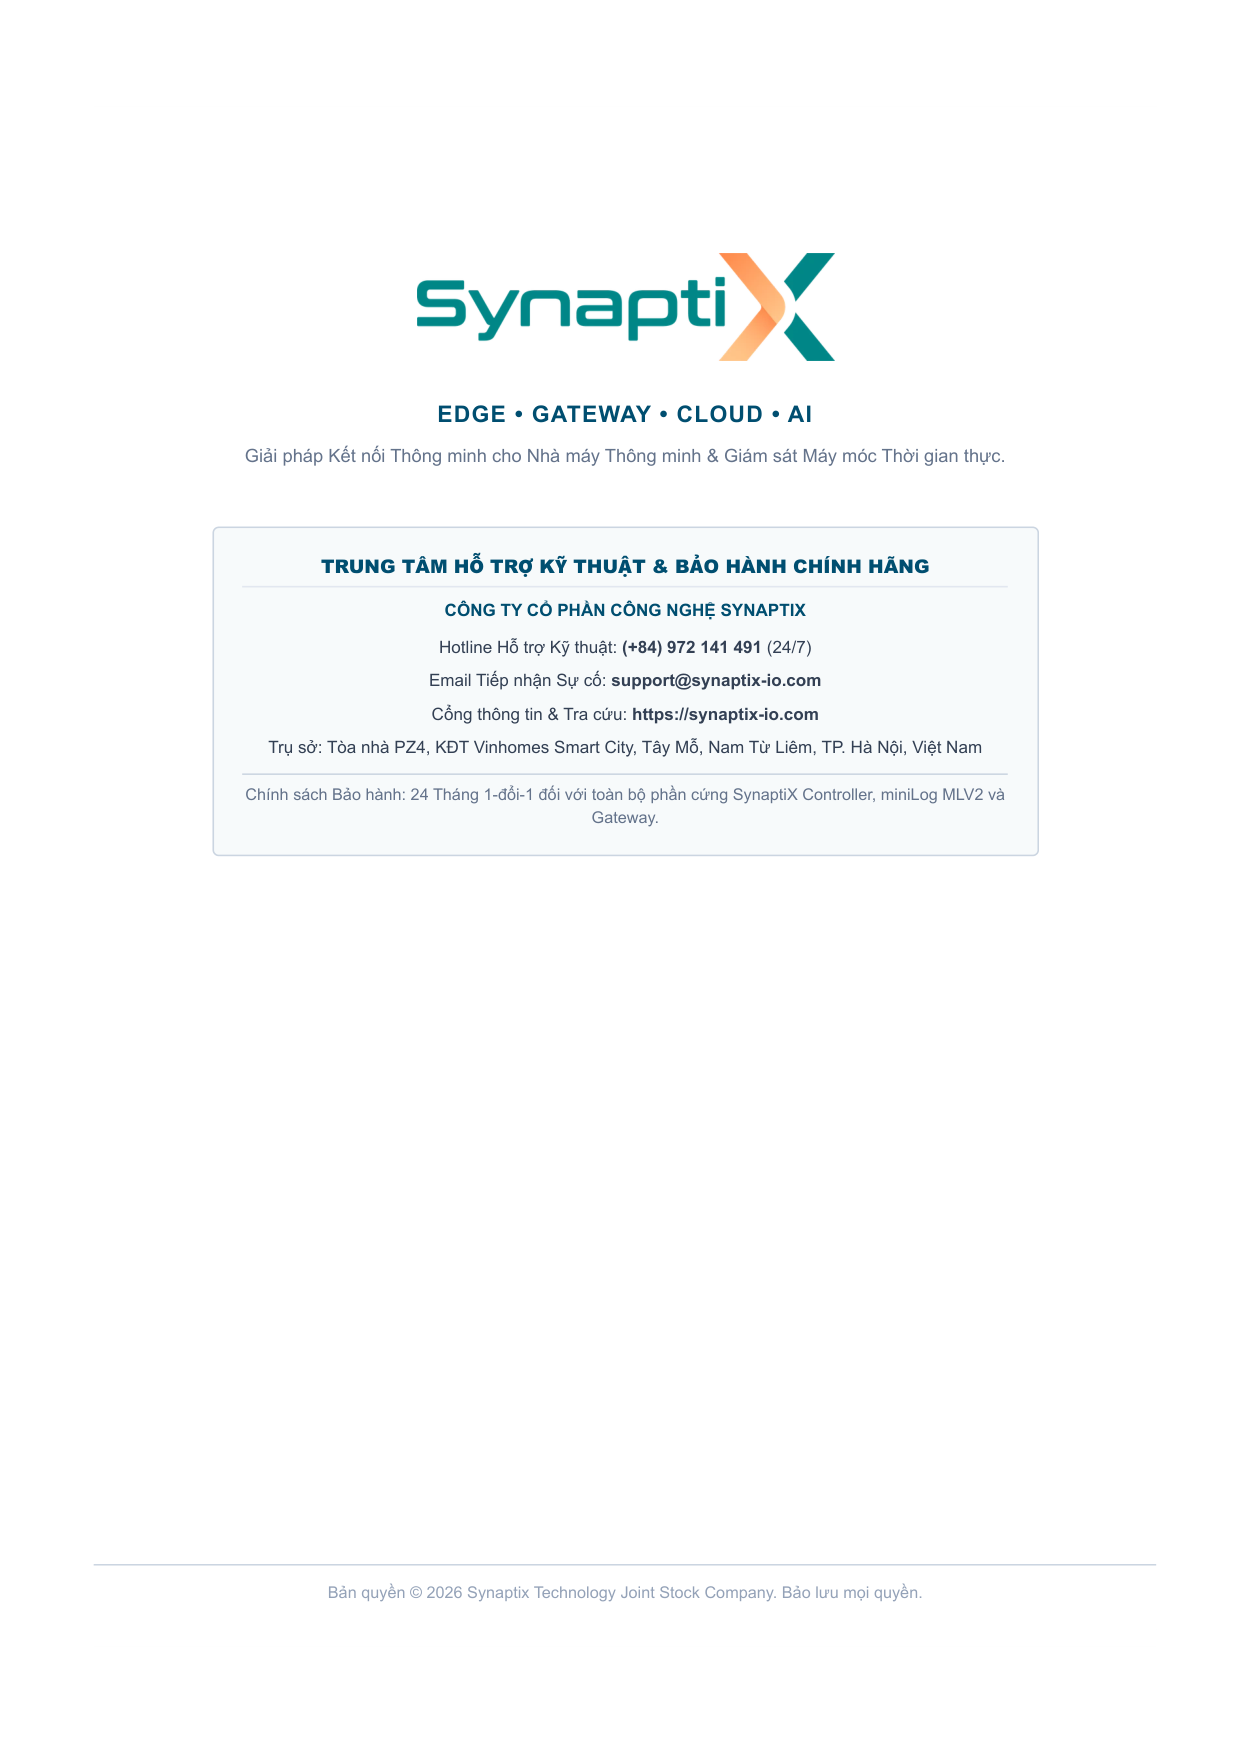 SynaptiX
EDGE • GATEWAY • CLOUD • AI
Giải pháp Kết nối Thông minh cho Nhà máy Thông minh & Giám sát Máy móc Thời gian thực.
TRUNG TÂM HỖ TRỢ KỸ THUẬT & BẢO HÀNH CHÍNH HÃNG
CÔNG TY CỔ PHẦN CÔNG NGHỆ SYNAPTIX
Hotline Hỗ trợ Kỹ thuật: (+84) 972 141 491 (24/7)
Email Tiếp nhận Sự cố: support@synaptix-io.com
Cổng thông tin & Tra cứu: https://synaptix-io.com
Trụ sở: Tòa nhà PZ4, KĐT Vinhomes Smart City, Tây Mỗ, Nam Từ Liêm, TP. Hà Nội, Việt Nam
Chính sách Bảo hành: 24 Tháng 1-đổi-1 đối với toàn bộ phần cứng SynaptiX Controller, miniLog MLV2 và
Gateway.
Bản quyền © 2026 Synaptix Technology Joint Stock Company. Bảo lưu mọi quyền.